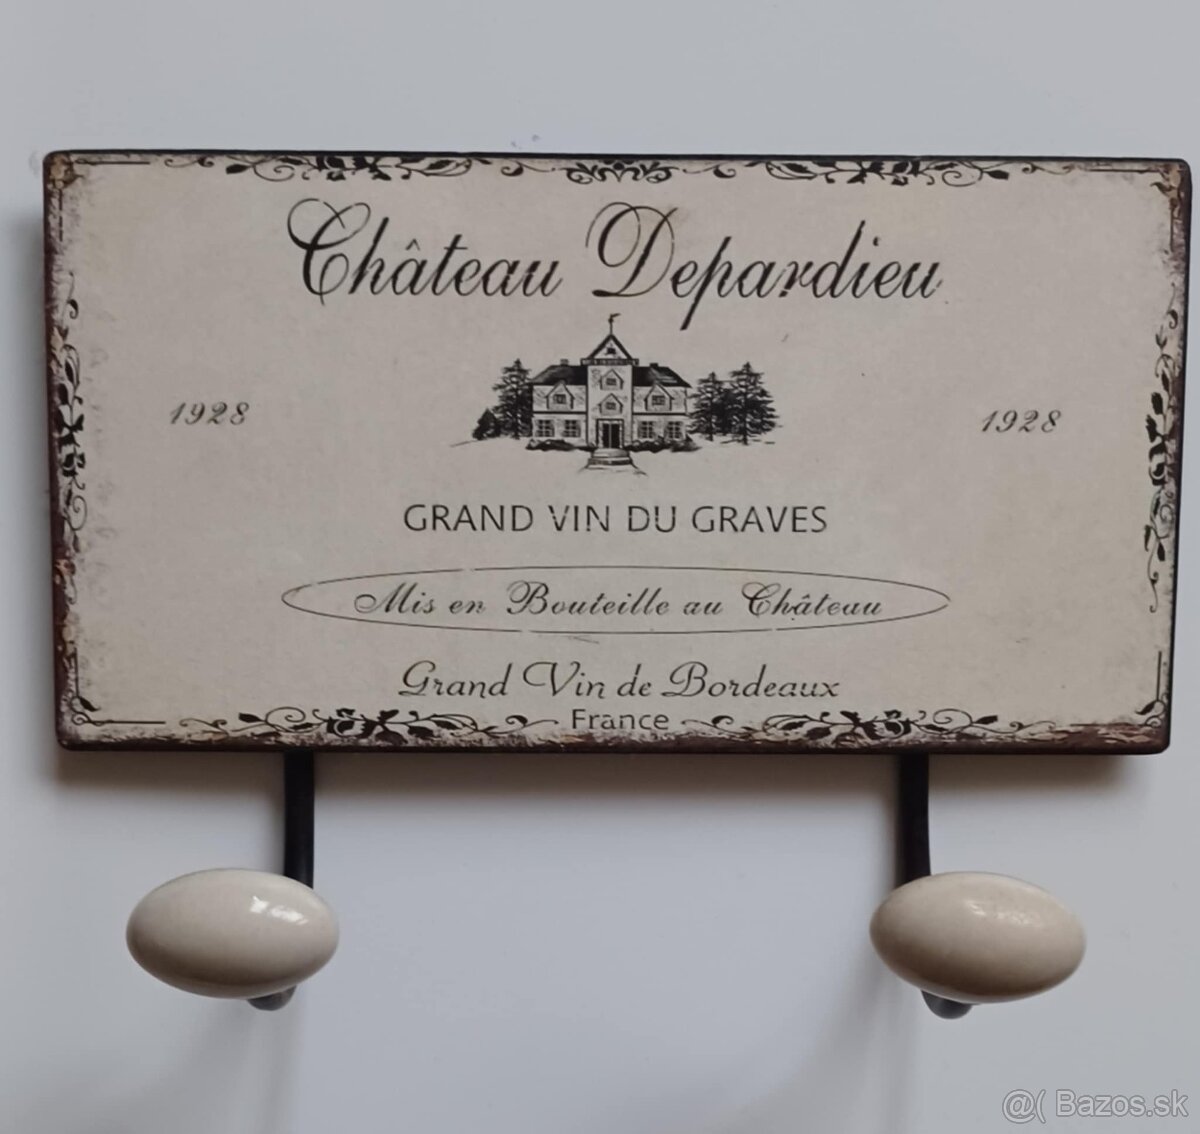 Château Depardieu
1928 1928
GRAND VIN DU GRAVES
Mis en Bouteille au Château
Grand Vin de Bordeaux
France
@( Bazos.sk